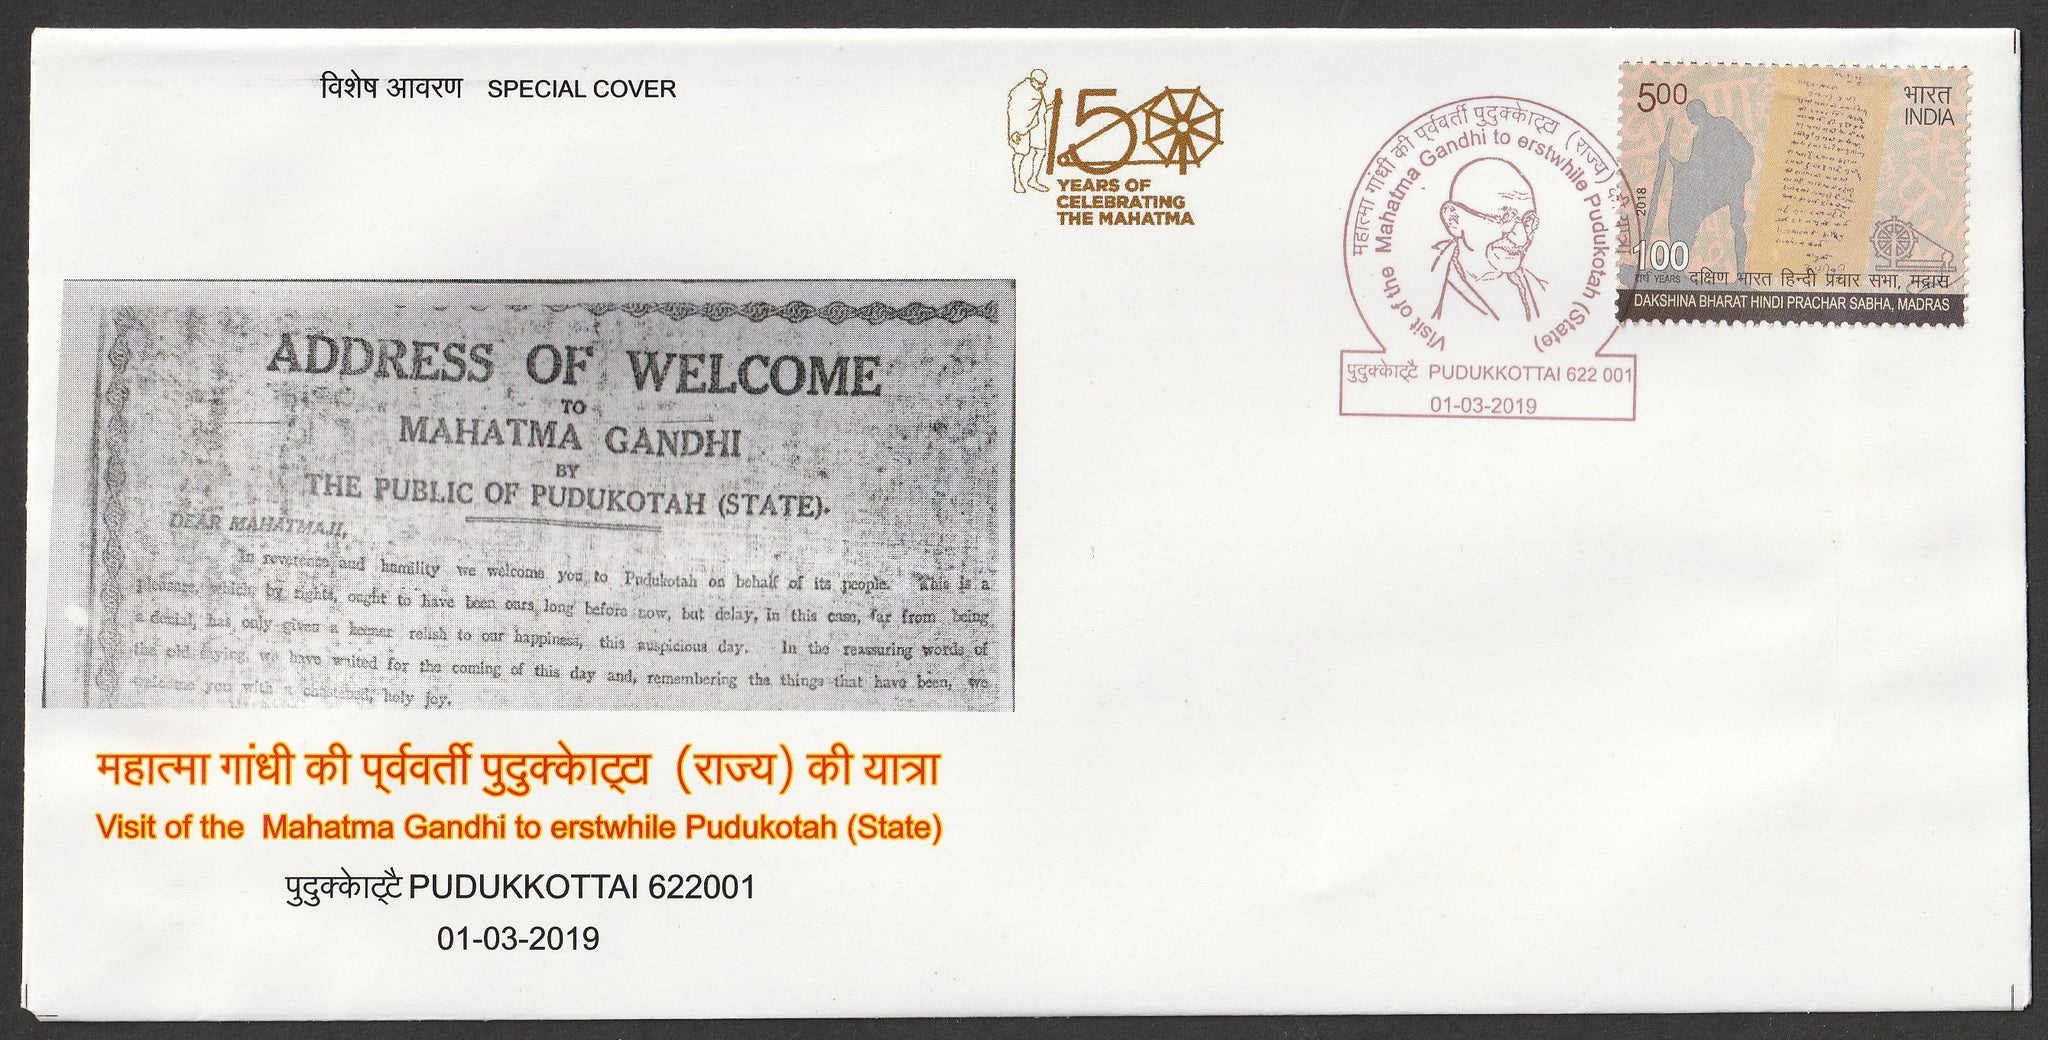 विशेष आवरण SPECIAL COVER
150
YEARS OF
CELEBRATING
THE MAHATMA
महात्मा गांधी की पूर्ववर्ती पुदुक्कोट्टा (राज्य) की
Visit of the Mahatma Gandhi to erstwhile Pudukotah (State)
पुदुक्कोट्टै PUDUKKOTTAI 622 001
01-03-2019
500
भारत
INDIA
2018
100
वर्ष YEARS
दक्षिण भारत हिन्दी प्रचार सभा, मद्रास
DAKSHINA BHARAT HINDI PRACHAR SABHA, MADRAS
ADDRESS OF WELCOME
TO
MAHATMA GANDHI
BY
THE PUBLIC OF PUDUKOTAH (STATE).
DEAR MAHATMAJI,
In reverence and humility we welcome you to Pudukotah on behalf of its people. This is a
pleasure, which, by rights, ought to have been ours, long before now, but delay, in this case, far from being
a denial, has only given a keener relish to our happiness, this auspicious day. In the reassuring words of
the old saying, we have waited for the coming of this day and, remembering the things that have been, we
welcome you with a chastened, holy joy.
महात्मा गांधी की पूर्ववर्ती पुदुक्कोट्टा (राज्य) की यात्रा
Visit of the Mahatma Gandhi to erstwhile Pudukotah (State)
पुदुक्कोट्टै PUDUKKOTTAI 622001
01-03-2019